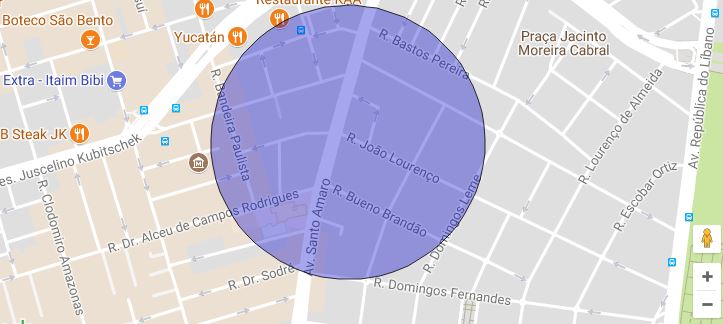 Restaurante KAA
Boteco São Bento
Yucatán
R. Bastos Pereira
Praça Jacinto
Moreira Cabral
Av. República do Líbano
Extra - Itaim Bibi
R. Bandeira Paulista
B Steak JK
es. Juscelino Kubitschek
R. João Lourenço
R. Lourenço de Almeida
R. Clodomiro Amazonas
R. Dr. Alceu de Campos Rodrigues
R. Bueno Brandão
R. Escobar Ortiz
Av. Santo Amaro
R. Domingos Leme
R. Dr. Sodré
R. Domingos Fernandes
+
−